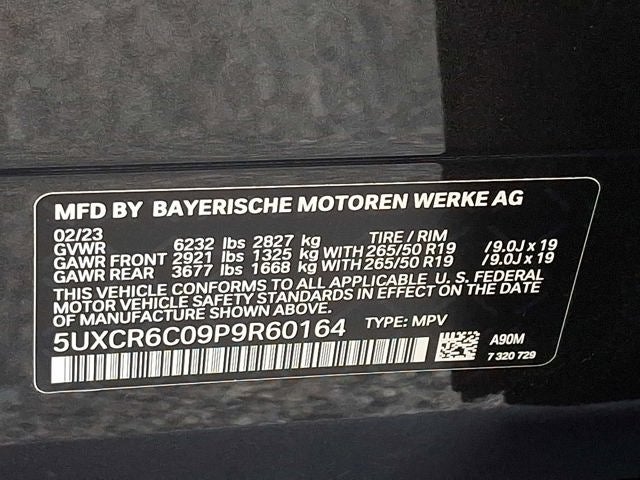 MFD BY BAYERISCHE MOTOREN WERKE AG
02/23
GVWR 6232 lbs 2827 kg TIRE / RIM
GAWR FRONT 2921 lbs 1325 kg WITH 265/50 R19 /9.0J x 19
GAWR REAR 3677 lbs 1668 kg WITH 265/50 R19 /9.0J x 19
THIS VEHICLE CONFORMS TO ALL APPLICABLE U. S. FEDERAL
MOTOR VEHICLE SAFETY STANDARDS IN EFFECT ON THE DATE
OF MANUFACTURE SHOWN ABOVE.
5UXCR6C09P9R60164 TYPE: MPV
A90M
7 320 729